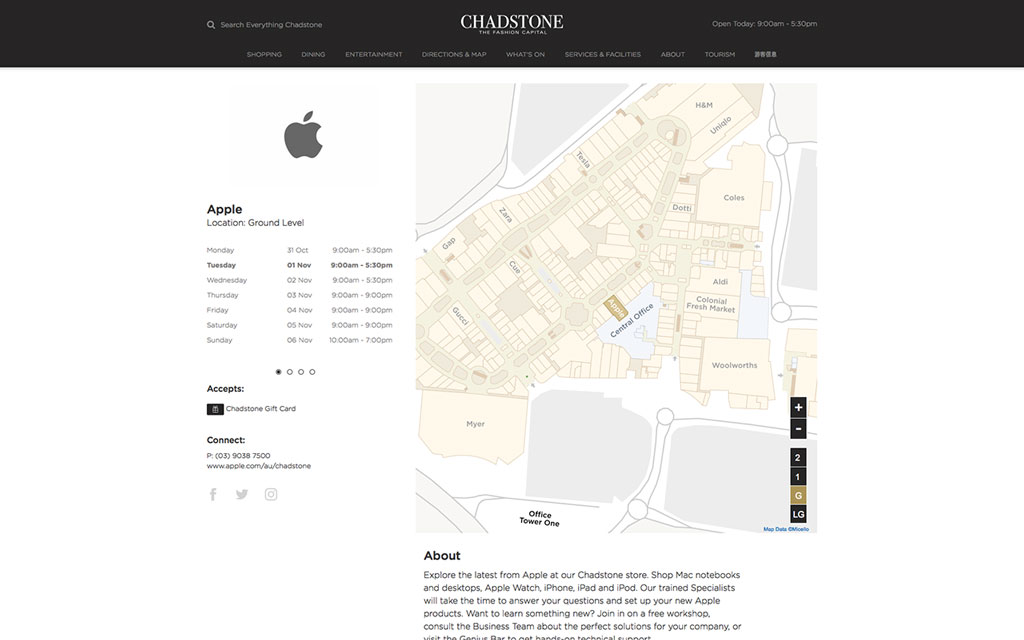 Search Everything Chadstone
CHADSTONE
THE FASHION CAPITAL
Open Today: 9:00am - 5:30pm
SHOPPING DINING ENTERTAINMENT DIRECTIONS & MAP WHAT'S ON SERVICES & FACILITIES ABOUT TOURISM 游客信息
Apple
Location: Ground Level
Monday 31 Oct 9:00am - 5:30pm
Tuesday 01 Nov 9:00am - 5:30pm
Wednesday 02 Nov 9:00am - 5:30pm
Thursday 03 Nov 9:00am - 9:00pm
Friday 04 Nov 9:00am - 9:00pm
Saturday 05 Nov 9:00am - 9:00pm
Sunday 06 Nov 10:00am - 7:00pm
Accepts:
Chadstone Gift Card
Connect:
P: (03) 9038 7500
www.apple.com/au/chadstone
H&M
Uniqlo
Tesla
Coles
Dotti
Zara
Gap
Cue
Aldi
Colonial
Fresh Market
Apple
Central Office
Gucci
Woolworths
Myer
+
-
2
1
G
LG
Office
Tower One
Map Data ©Micello
About
Explore the latest from Apple at our Chadstone store. Shop Mac notebooks
and desktops, Apple Watch, iPhone, iPad and iPod. Our trained Specialists
will take the time to answer your questions and set up your new Apple
products. Want to learn something new? Join in on a free workshop,
consult the Business Team about the perfect solutions for your company, or
visit the Genius Bar to get hands-on technical support.